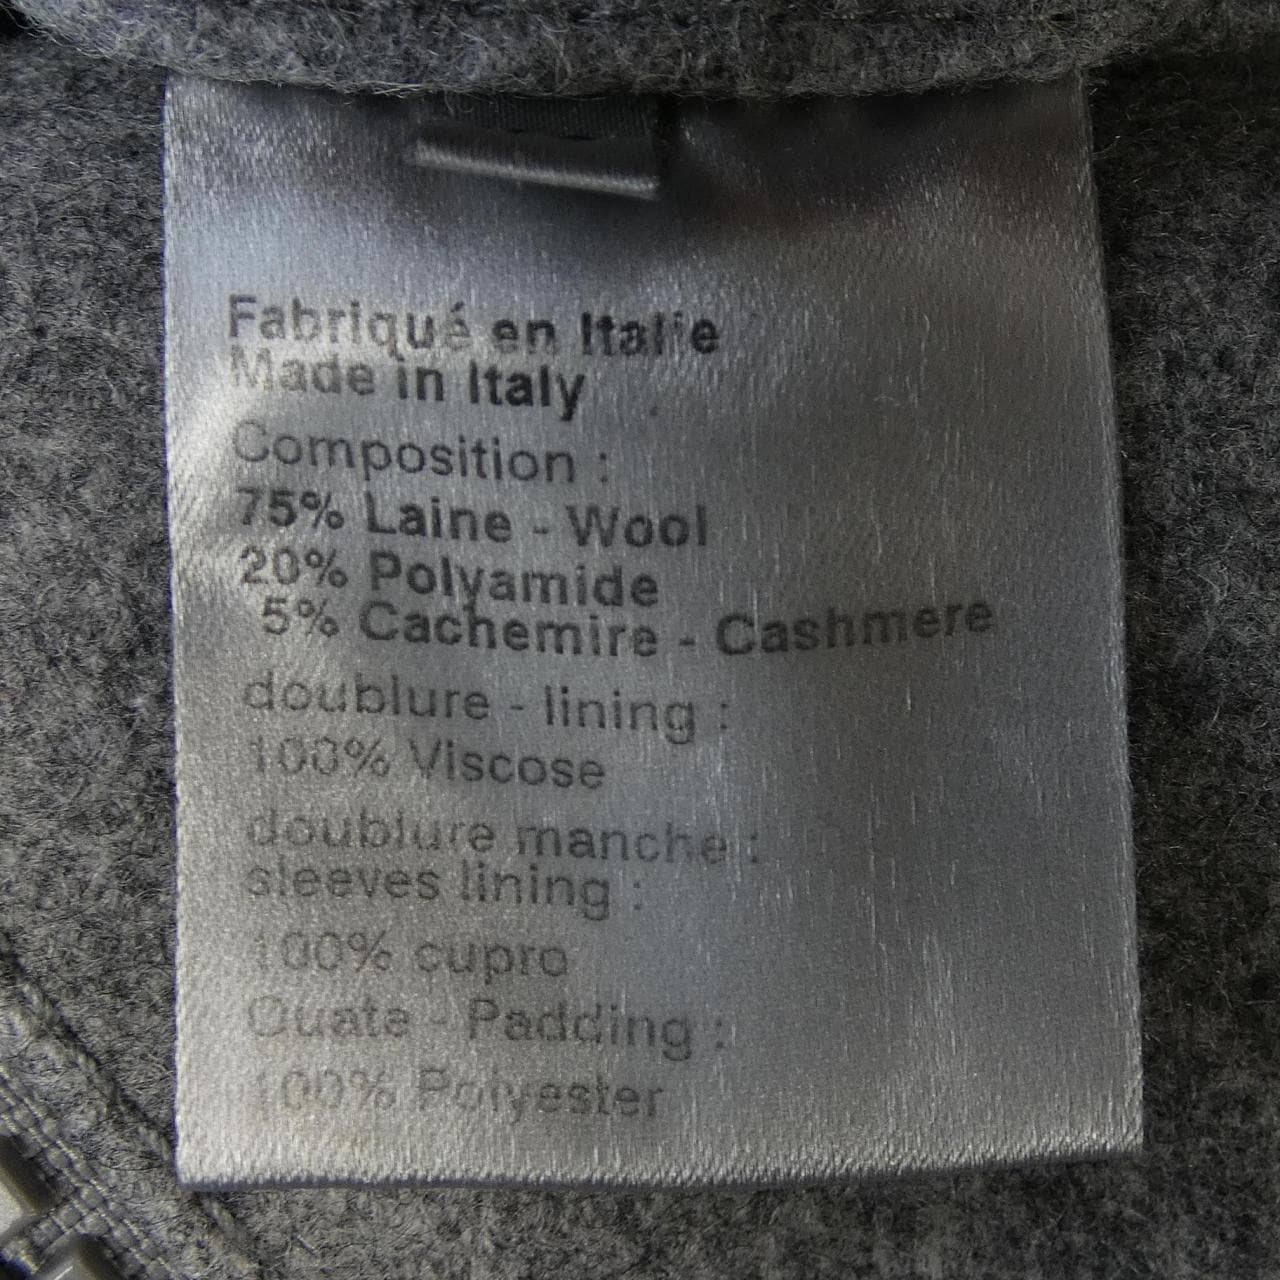 Fabriqué en Italie
Made in Italy
Composition :
75% Laine - Wool
20% Polyamide
5% Cachemire - Cashmere
doublure - lining :
100% Viscose
doublure manche :
sleeves lining :
100% cupro
Ouate - Padding :
100% Polyester